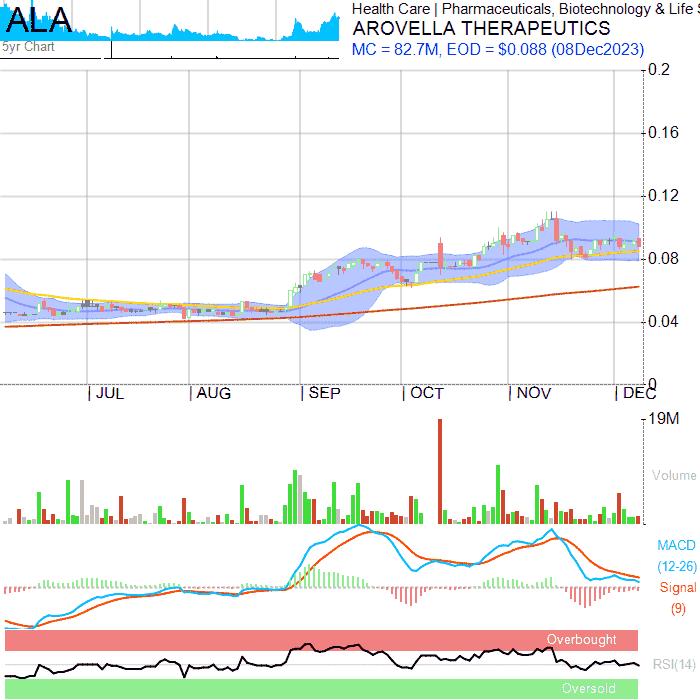 ALA
5yr Chart
Health Care | Pharmaceuticals, Biotechnology & Life S
AROVELLA THERAPEUTICS
MC = 82.7M, EOD = $0.088 (08Dec2023)
0.2
0.16
0.12
0.08
0.04
0
JUL AUG SEP OCT NOV DEC
19M
Volume
MACD
(12-26)
Signal
(9)
Overbought
RSI(14)
Oversold